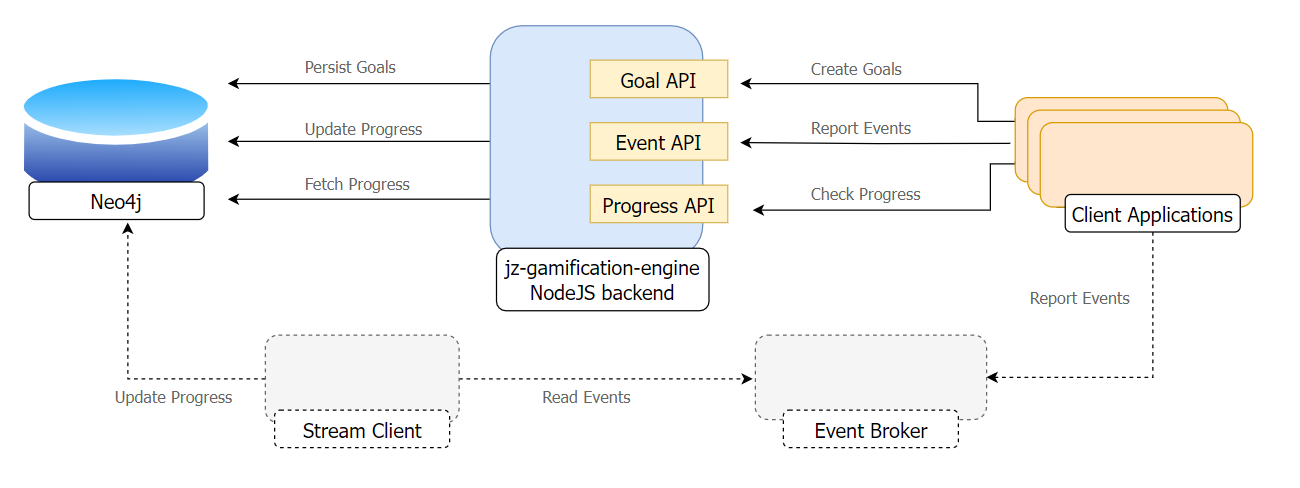 Persist Goals
Goal API
Create Goals
Update Progress
Event API
Report Events
Fetch Progress
Progress API
Check Progress
Neo4j
Client Applications
jz-gamification-engine
NodeJS backend
Report Events
Update Progress
Read Events
Stream Client
Event Broker